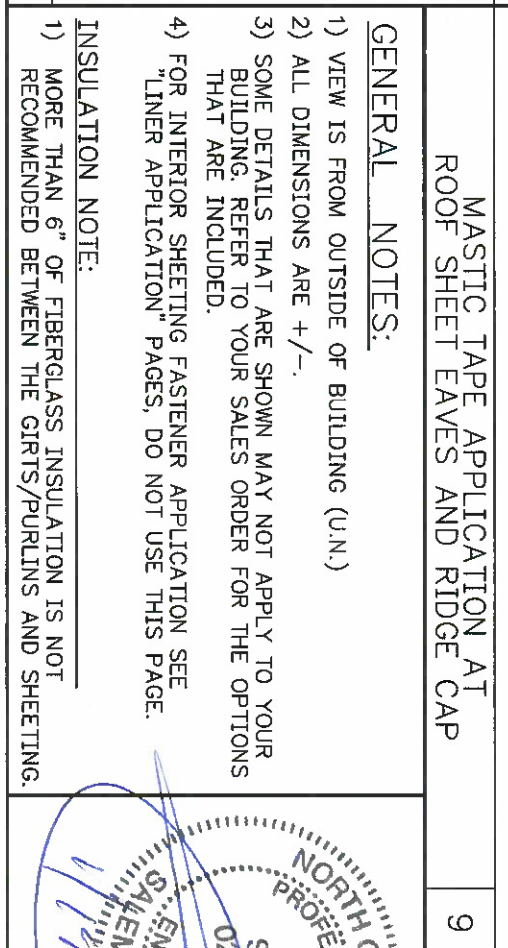 MASTIC TAPE APPLICATION AT
ROOF SHEET EAVES AND RIDGE CAP
9
GENERAL NOTES:
1) VIEW IS FROM OUTSIDE OF BUILDING (U.N.)
2) ALL DIMENSIONS ARE +/-.
3) SOME DETAILS THAT ARE SHOWN MAY NOT APPLY TO YOUR
BUILDING. REFER TO YOUR SALES ORDER FOR THE OPTIONS
THAT ARE INCLUDED.
4) FOR INTERIOR SHEETING FASTENER APPLICATION SEE
"LINER APPLICATION" PAGES, DO NOT USE THIS PAGE.
INSULATION NOTE:
1) MORE THAN 6" OF FIBERGLASS INSULATION IS NOT
RECOMMENDED BETWEEN THE GIRTS/PURLINS AND SHEETING.
NORTH